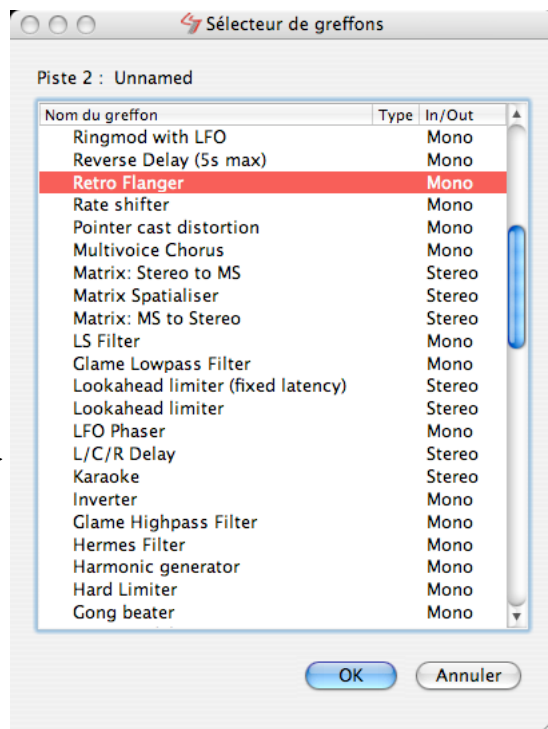 Sélecteur de greffons
Piste 2 : Unnamed
Nom du greffon Type In/Out
Ringmod with LFO Mono
Reverse Delay (5s max) Mono
Retro Flanger Mono
Rate shifter Mono
Pointer cast distortion Mono
Multivoice Chorus Mono
Matrix: Stereo to MS Stereo
Matrix Spatialiser Stereo
Matrix: MS to Stereo Stereo
LS Filter Mono
Glame Lowpass Filter Mono
Lookahead limiter (fixed latency) Stereo
Lookahead limiter Stereo
LFO Phaser Mono
L/C/R Delay Stereo
Karaoke Stereo
Inverter Mono
Glame Highpass Filter Mono
Hermes Filter Mono
Harmonic generator Mono
Hard Limiter Mono
Gong beater Mono
OK Annuler